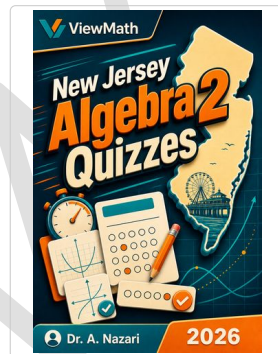 ViewMath
New Jersey
Algebra 2
Quizzes
Dr. A. Nazari
2026